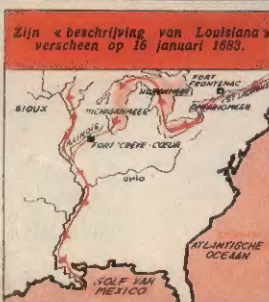 Zijn « beschrijving van Louisiana »
verscheen op 16 januari 1683.
FORT
FRONTENAC
SIOUX
HURONMEER
MICHIGANMEER
ILLINOIS
FORT CRÈVE-CŒUR
OHIO
ATLANTISCHE
OCEAAN
GOLF VAN
MEXICO